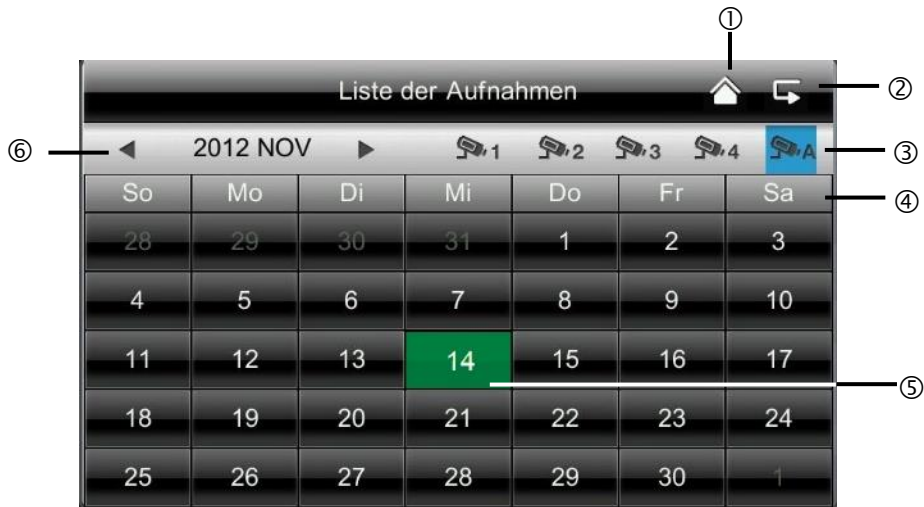 ①
Liste der Aufnahmen ②
⑥ 2012 NOV 1 2 3 4 A ③
So Mo Di Mi Do Fr Sa ④
28 29 30 31 1 2 3
4 5 6 7 8 9 10
11 12 13 14 15 16 17
⑤
18 19 20 21 22 23 24
25 26 27 28 29 30 1